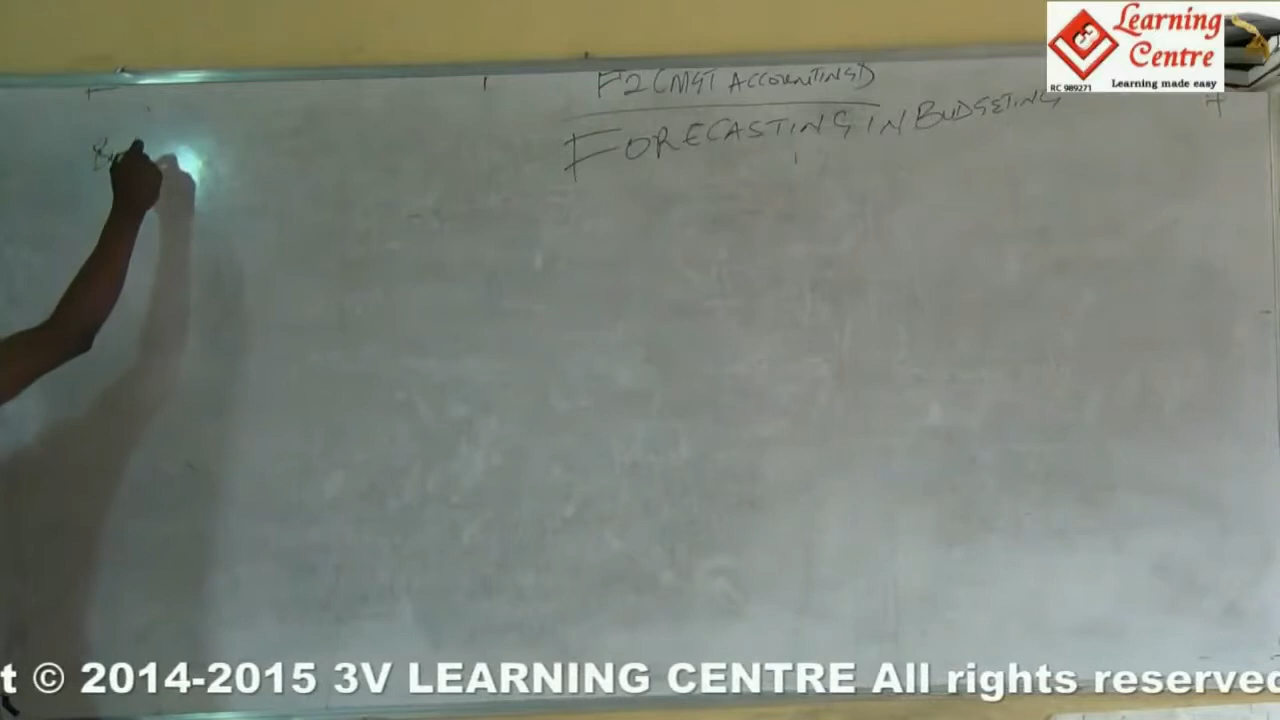 Learning
Centre
Learning made easy
RC 989271
F2 (MGT ACCOUNTING)
FORECASTING IN BUDGETING
t © 2014-2015 3V LEARNING CENTRE All rights reserved